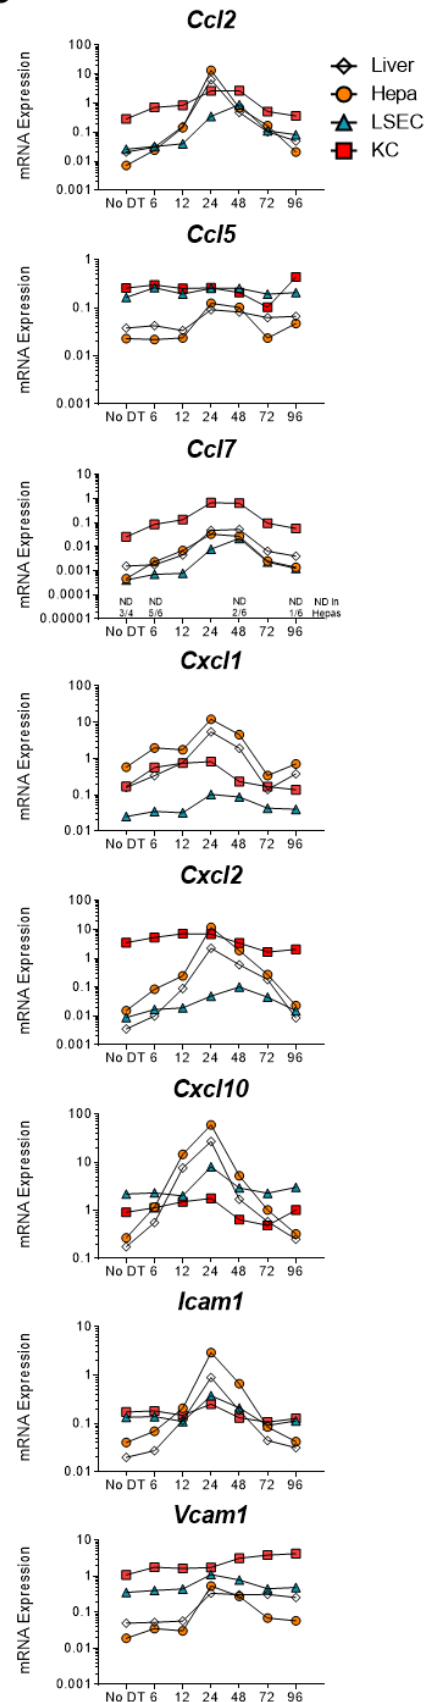 Ccl2
mRNA Expression
100
10
1
0.1
0.01
0.001
No DT 6 12 24 48 72 96
Liver
Hepa
LSEC
KC
Ccl5
mRNA Expression
1
0.1
0.01
0.001
No DT 6 12 24 48 72 96
Ccl7
mRNA Expression
10
1
0.1
0.01
0.001
0.0001
0.00001
ND ND ND ND ND in
3/4 5/6 2/6 1/6 Hepas
No DT 6 12 24 48 72 96
Cxcl1
mRNA Expression
100
10
1
0.1
0.01
No DT 6 12 24 48 72 96
Cxcl2
mRNA Expression
100
10
1
0.1
0.01
0.001
No DT 6 12 24 48 72 96
Cxcl10
mRNA Expression
100
10
1
0.1
No DT 6 12 24 48 72 96
Icam1
mRNA Expression
10
1
0.1
0.01
No DT 6 12 24 48 72 96
Vcam1
mRNA Expression
10
1
0.1
0.01
0.001
No DT 6 12 24 48 72 96